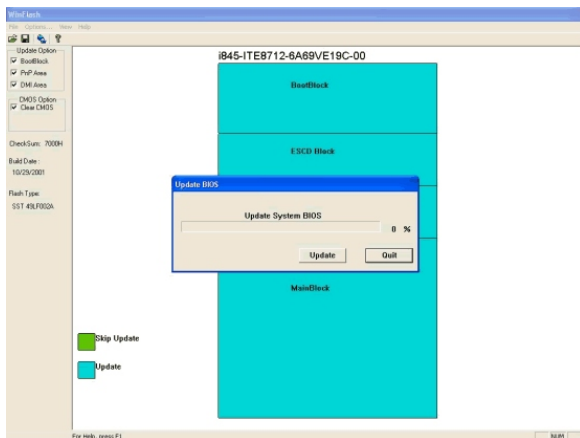 WinFlash
File Options... View Help
Update Option
BootBlock
PnP Area
DMI Area
CMOS Option
Clear CMOS
CheckSum: 7000H
Build Date :
10/29/2001
Flash Type:
SST 49LF002A
i845-ITE8712-6A69VE19C-00
BootBlock
ESCD Block
Update BIOS
Update System BIOS
0 %
Update Quit
MainBlock
Skip Update
Update
For Help, press F1
NUM